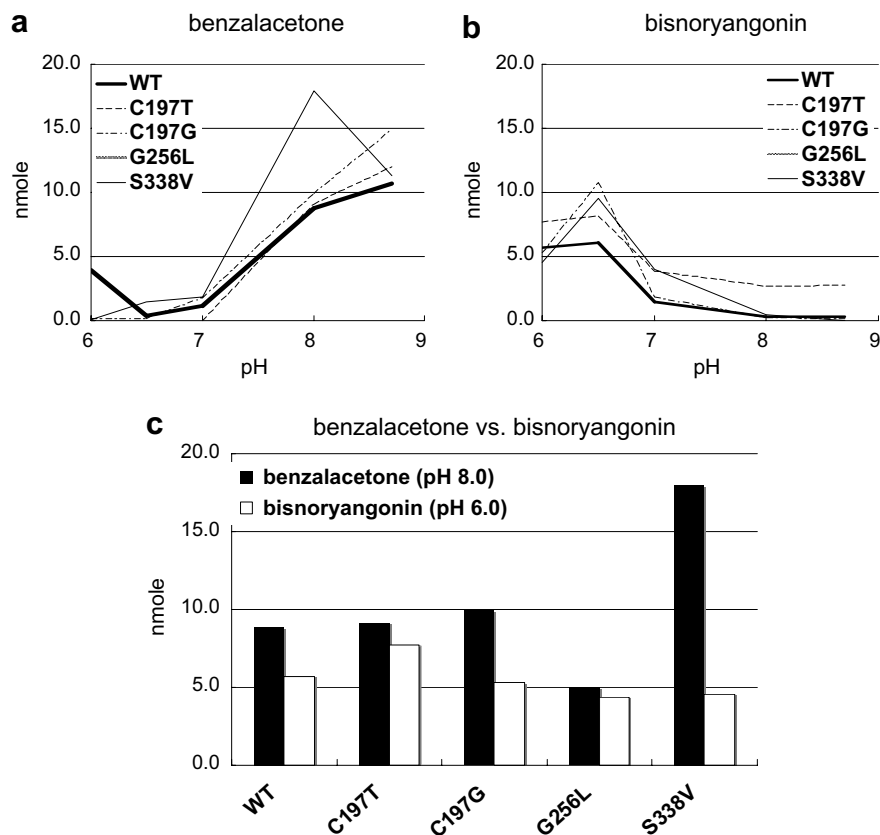 a
benzalacetone
20.0
15.0
10.0
5.0
0.0
nmole
WT
C197T
C197G
G256L
S338V
6
7
8
9
pH
b
bisnoryangonin
20.0
15.0
10.0
5.0
0.0
nmole
WT
C197T
C197G
G256L
S338V
6
7
8
9
pH
c
benzalacetone vs. bisnoryangonin
20.0
15.0
10.0
5.0
0.0
nmole
benzalacetone (pH 8.0)
bisnoryangonin (pH 6.0)
WT
C197T
C197G
G256L
S338V